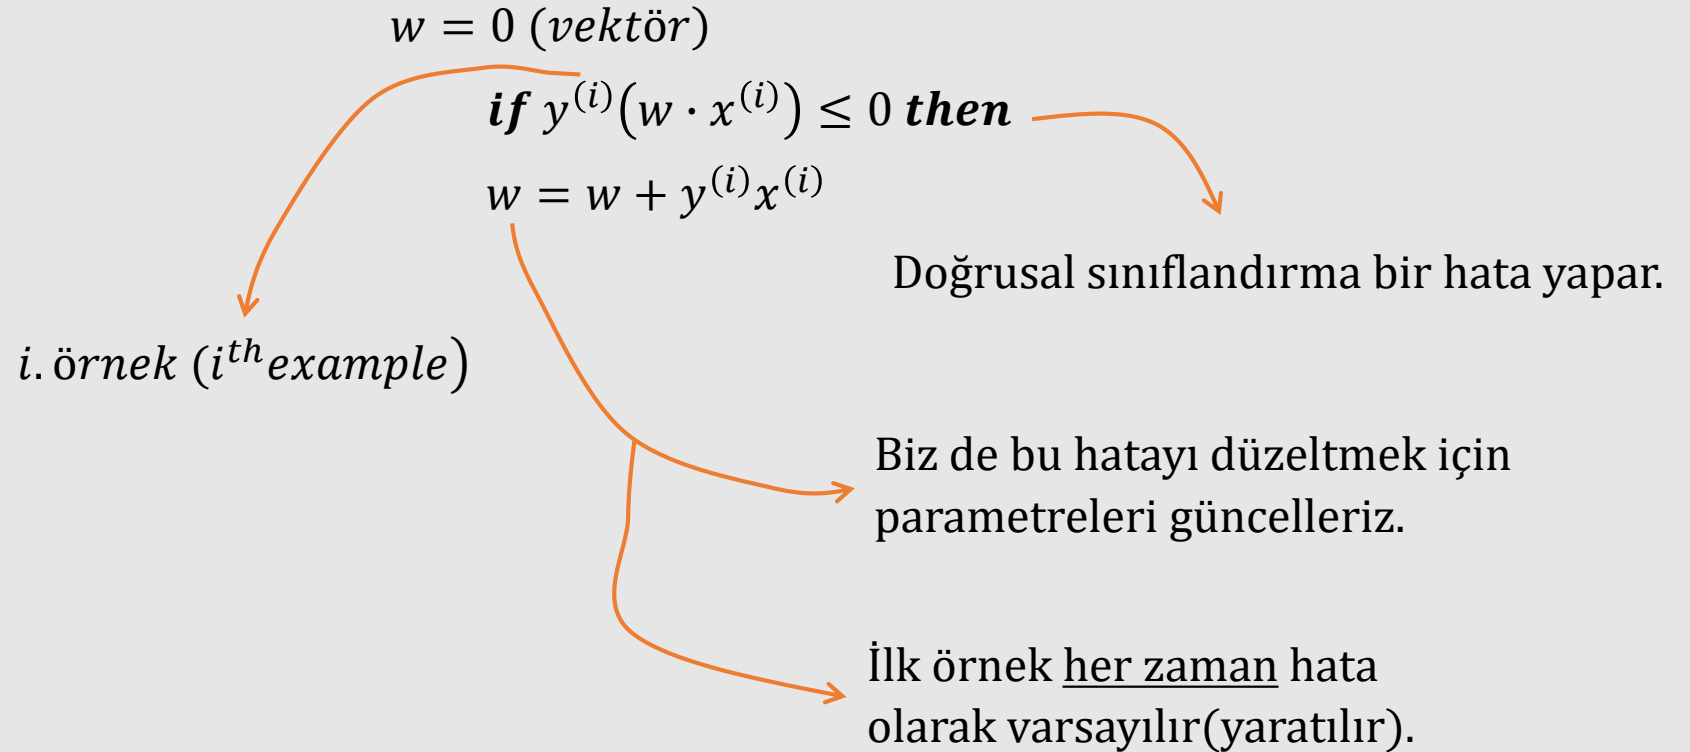 w = 0 (vektör)
if y^(i)(w · x^(i)) ≤ 0 then
w = w + y^(i)x^(i)
Doğrusal sınıflandırma bir hata yapar.
i. örnek (i^th example)
Biz de bu hatayı düzeltmek için
parametreleri güncelleriz.
İlk örnek her zaman hata
olarak varsayılır(yaratılır).